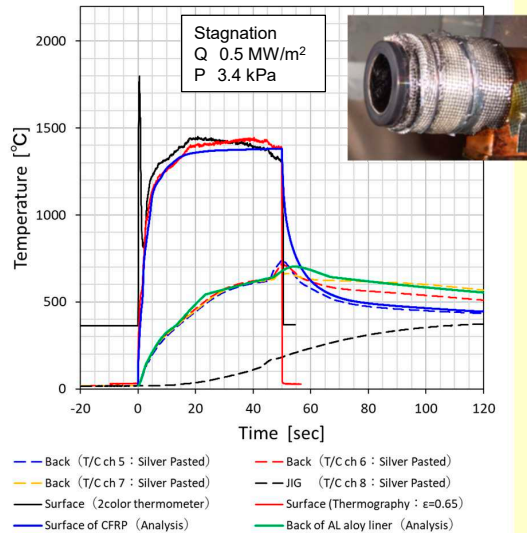 Stagnation
Q 0.5 MW/m²
P 3.4 kPa
Temperature [°C]
2000
1500
1000
500
0
-20 0 20 40 60 80 100 120
Time [sec]
Back（T/C ch 5：Silver Pasted）
Back（T/C ch 6：Silver Pasted）
Back（T/C ch 7：Silver Pasted）
JIG （T/C ch 8：Silver Pasted）
Surface（2color thermometer）
Surface (Thermography：ε=0.65)
Surface of CFRP（Analysis）
Back of AL aloy liner（Analysis）